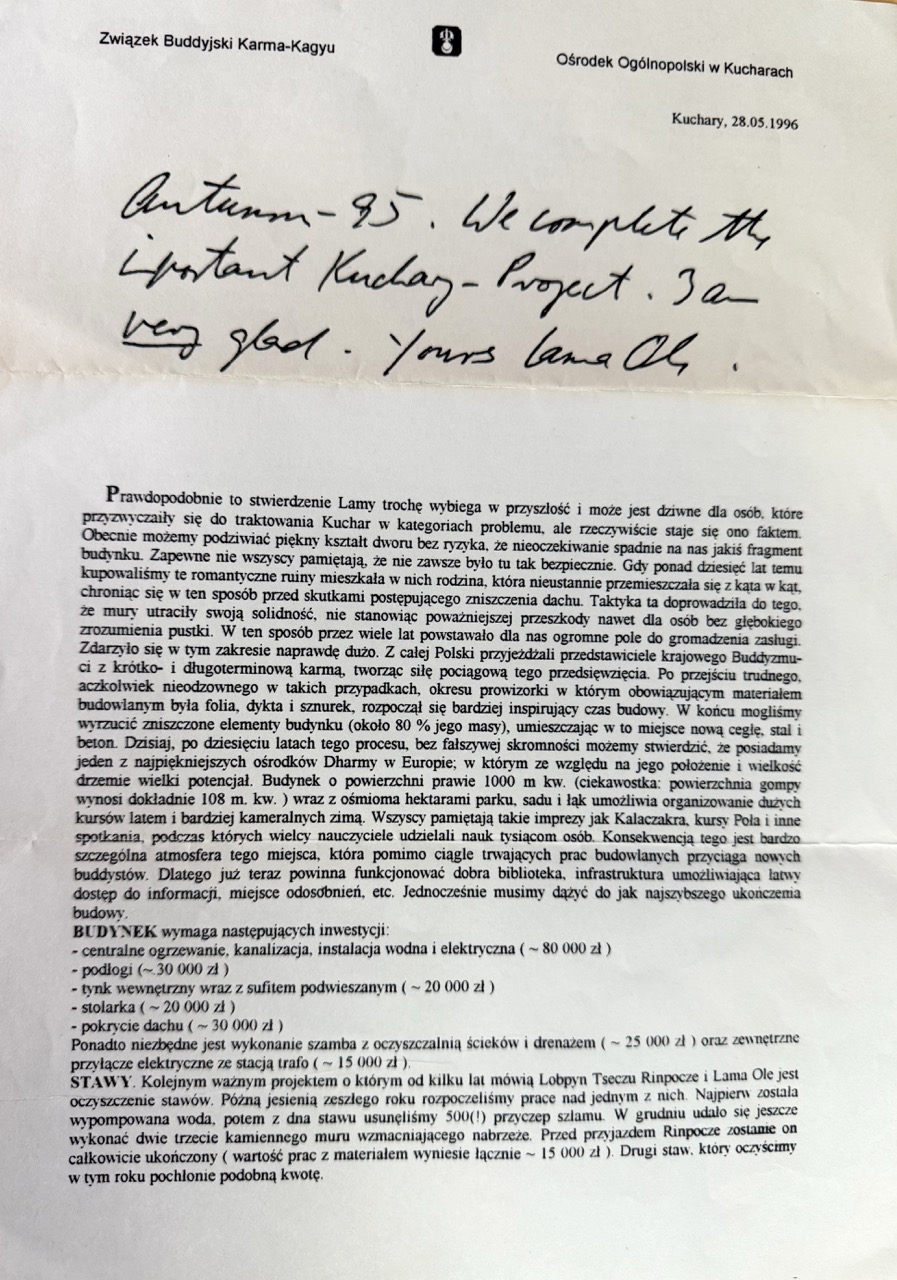 Związek Buddyjski Karma-Kagyu
Ośrodek Ogólnopolski w Kucharach
Kuchary, 28.05.1996
Autumn - 95. We complete the
iportant Kuchary - Project. I am
very glad. Yours Lama Ole.
Prawdopodobnie to stwierdzenie Lamy trochę wybiega w przyszłość i może jest dziwne dla osób, które
przyzwyczaiły się do traktowania Kuchar w kategoriach problemu, ale rzeczywiście staje się ono faktem.
Obecnie możemy podziwiać piękny kształt dworu bez ryzyka, że nieoczekiwanie spadnie na nas jakiś fragment
budynku. Zapewne nie wszyscy pamiętają, że nie zawsze było tu tak bezpiecznie. Gdy ponad dziesięć lat temu
kupowaliśmy te romantyczne ruiny mieszkała w nich rodzina, która nieustannie przemieszczała się z kąta w kąt,
chroniąc się w ten sposób przed skutkami postępującego zniszczenia dachu. Taktyka ta doprowadziła do tego,
że mury utraciły swoją solidność, nie stanowiąc poważniejszej przeszkody nawet dla osób bez głębokiego
zrozumienia pustki. W ten sposób przez wiele lat powstawało dla nas ogromne pole do gromadzenia zasługi.
Zdarzyło się w tym zakresie naprawdę dużo. Z całej Polski przyjeżdżali przedstawiciele krajowego Buddyzmu-
ci z krótko- i długoterminową karmą, tworząc siłę pociągową tego przedsięwzięcia. Po przejściu trudnego,
aczkolwiek nieodzownego w takich przypadkach, okresu prowizorki w którym obowiązującym materiałem
budowlanym była folia, dykta i sznurek, rozpoczął się bardziej inspirujący czas budowy. W końcu mogliśmy
wyrzucić zniszczone elementy budynku (około 80 % jego masy), umieszczając w to miejsce nową cegłę, stal i
beton. Dzisiaj, po dziesięciu latach tego procesu, bez fałszywej skromności możemy stwierdzić, że posiadamy
jeden z najpiękniejszych ośrodków Dharmy w Europie; w którym ze względu na jego położenie i wielkość
drzemie wielki potencjał. Budynek o powierzchni prawie 1000 m kw. (ciekawostka: powierzchnia gompy
wynosi dokładnie 108 m. kw. ) wraz z ośmioma hektarami parku, sadu i łąk umożliwia organizowanie dużych
kursów latem i bardziej kameralnych zimą. Wszyscy pamiętają takie imprezy jak Kalaczakra, kursy Poła i inne
spotkania, podczas których wielcy nauczyciele udzielali nauk tysiącom osób. Konsekwencją tego jest bardzo
szczególna atmosfera tego miejsca, która pomimo ciągle trwających prac budowlanych przyciąga nowych
buddystów. Dlatego już teraz powinna funkcjonować dobra biblioteka, infrastruktura umożliwiająca łatwy
dostęp do informacji, miejsce odosobnień, etc. Jednocześnie musimy dążyć do jak najszybszego ukończenia
budowy.
BUDYNEK wymaga następujących inwestycji:
- centralne ogrzewanie, kanalizacja, instalacja wodna i elektryczna ( ~ 80 000 zł )
- podłogi (~ 30 000 zł )
- tynk wewnętrzny wraz z sufitem podwieszanym ( ~ 20 000 zł )
- stolarka ( ~ 20 000 zł )
- pokrycie dachu ( ~ 30 000 zł )
Ponadto niezbędne jest wykonanie szamba z oczyszczalnią ścieków i drenażem ( ~ 25 000 zł ) oraz zewnętrzne
przyłącze elektryczne ze stacją trafo ( ~ 15 000 zł ).
STAWY. Kolejnym ważnym projektem o którym od kilku lat mówią Lobpyn Tseczu Rinpocze i Lama Ole jest
oczyszczenie stawów. Późną jesienią zeszłego roku rozpoczeliśmy prace nad jednym z nich. Najpierw została
wypompowana woda, potem z dna stawu usunęliśmy 500(!) przyczep szlamu. W grudniu udało się jeszcze
wykonać dwie trzecie kamiennego muru wzmacniającego nabrzeże. Przed przyjazdem Rinpocze zostanie on
całkowicie ukończony ( wartość prac z materiałem wyniesie łącznie ~ 15 000 zł ). Drugi staw, który oczyścimy
w tym roku pochłonie podobną kwotę.